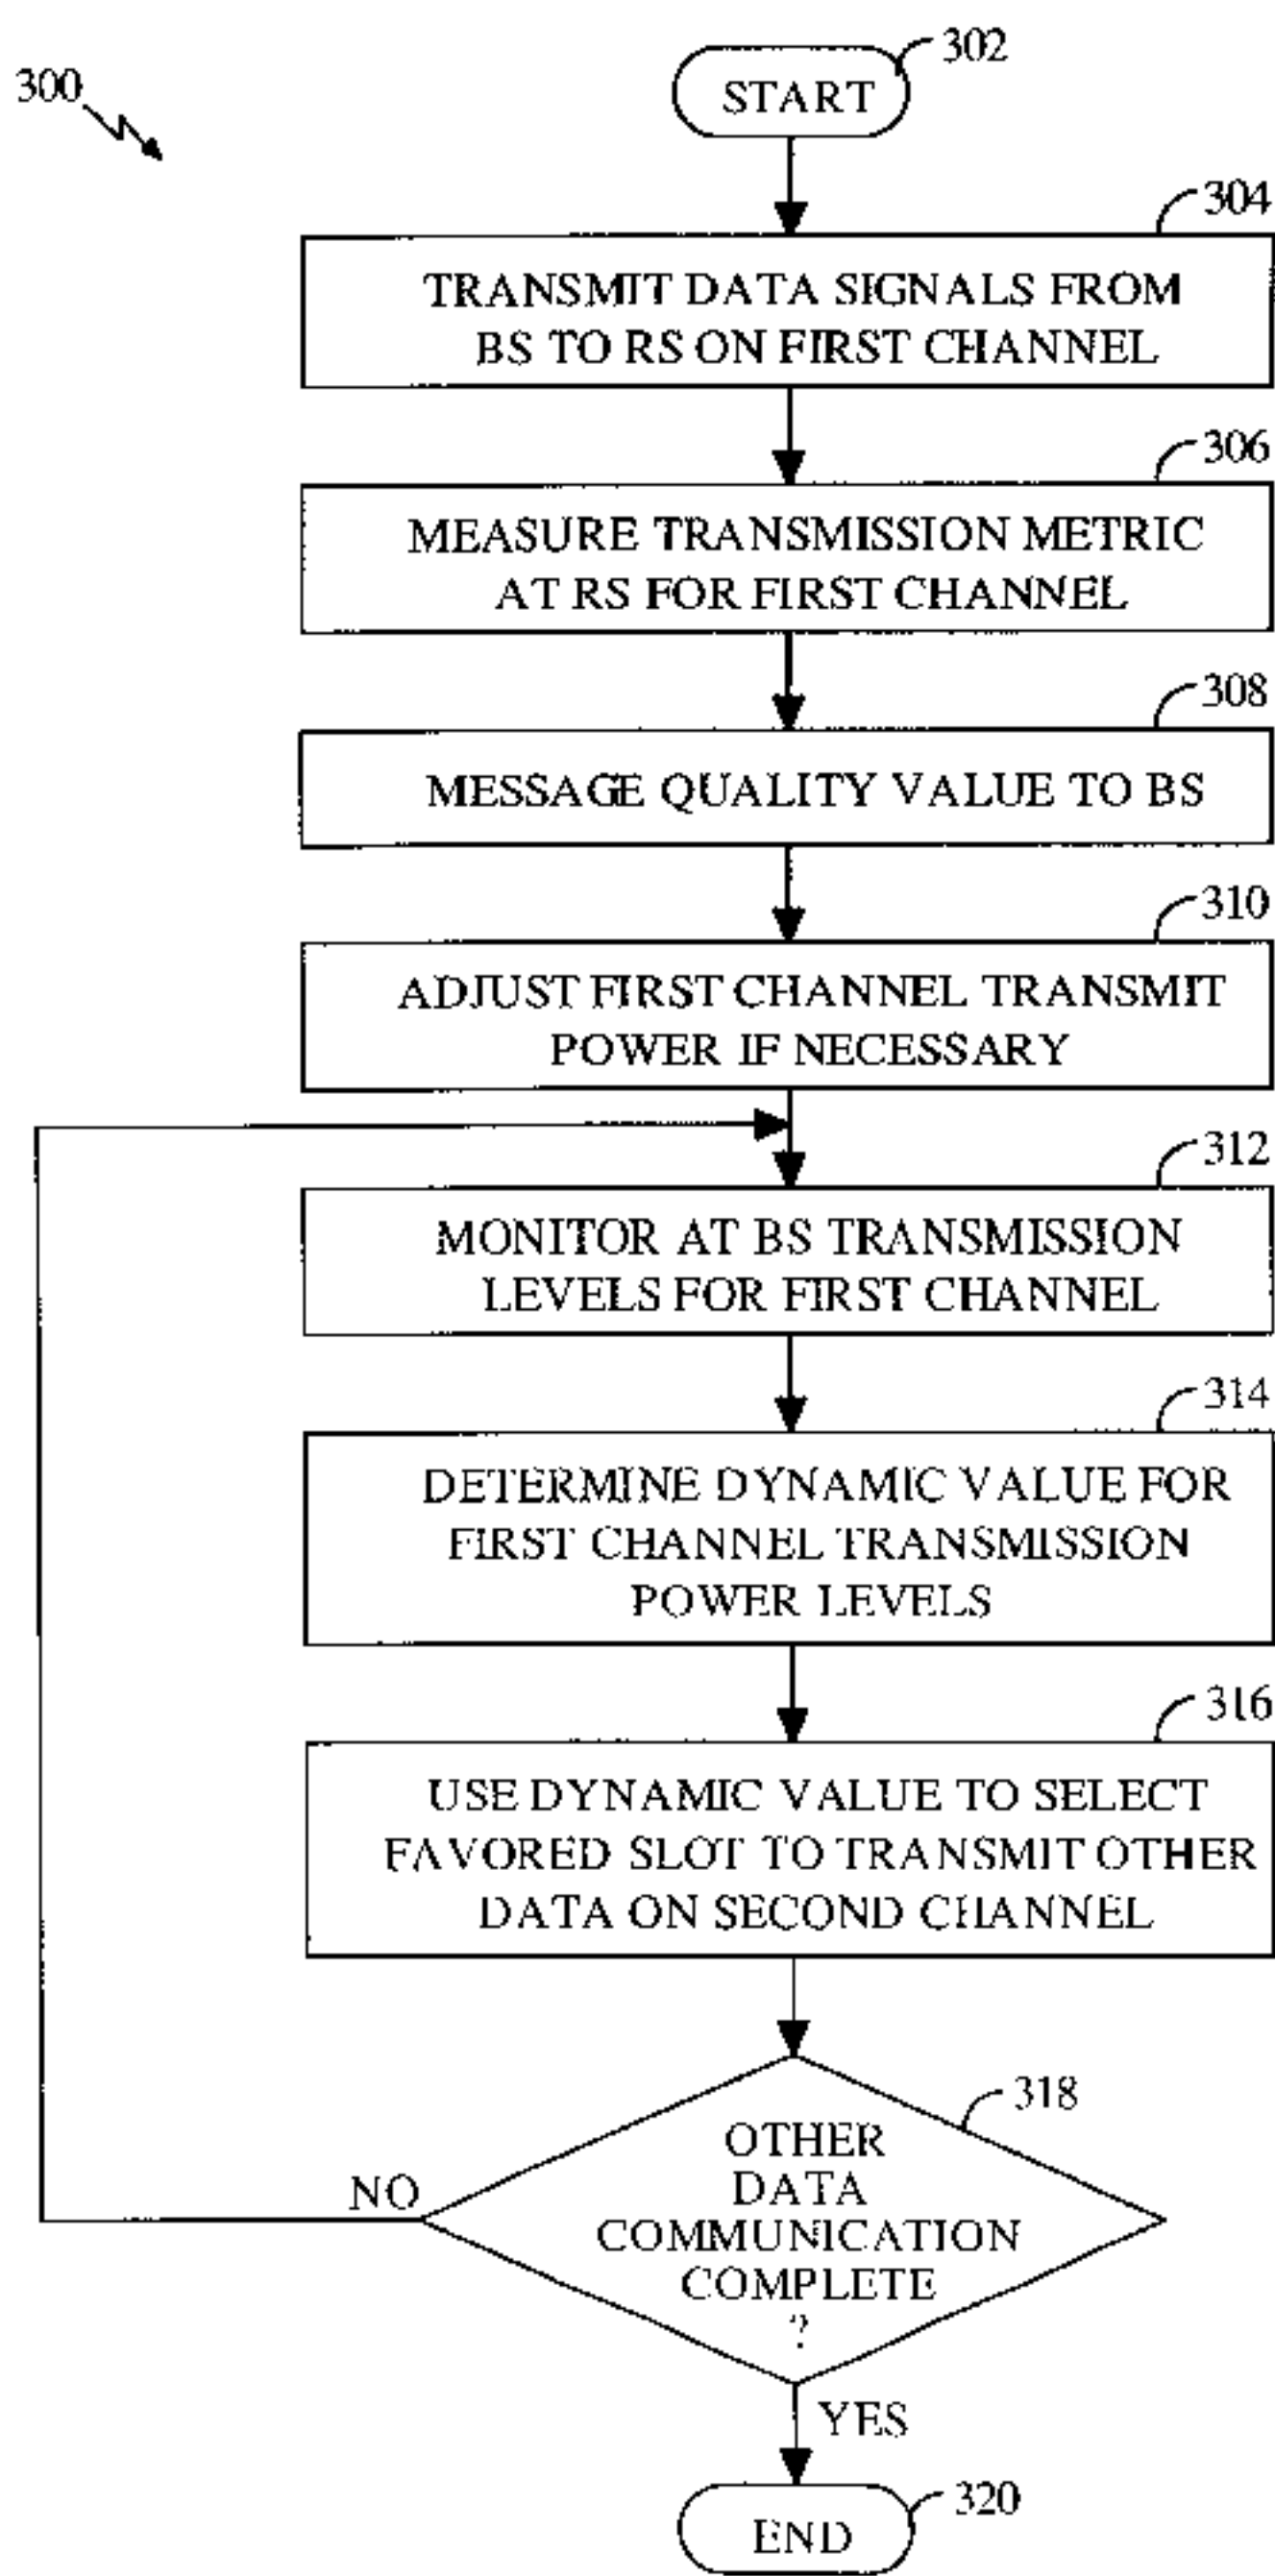 302
START
300
304
TRANSMIT DATA SIGNALS FROM
BS TO RS ON FIRST CHANNEL
306
MEASURE TRANSMISSION METRIC
AT RS FOR FIRST CHANNEL
308
MESSAGE QUALITY VALUE TO BS
310
ADJUST FIRST CHANNEL TRANSMIT
POWER IF NECESSARY
312
MONITOR AT BS TRANSMISSION
LEVELS FOR FIRST CHANNEL
314
DETERMINE DYNAMIC VALUE FOR
FIRST CHANNEL TRANSMISSION
POWER LEVELS
316
USE DYNAMIC VALUE TO SELECT
FAVORED SLOT TO TRANSMIT OTHER
DATA ON SECOND CHANNEL
318
OTHER
DATA
COMMUNICATION
COMPLETE
?
NO
YES
320
END